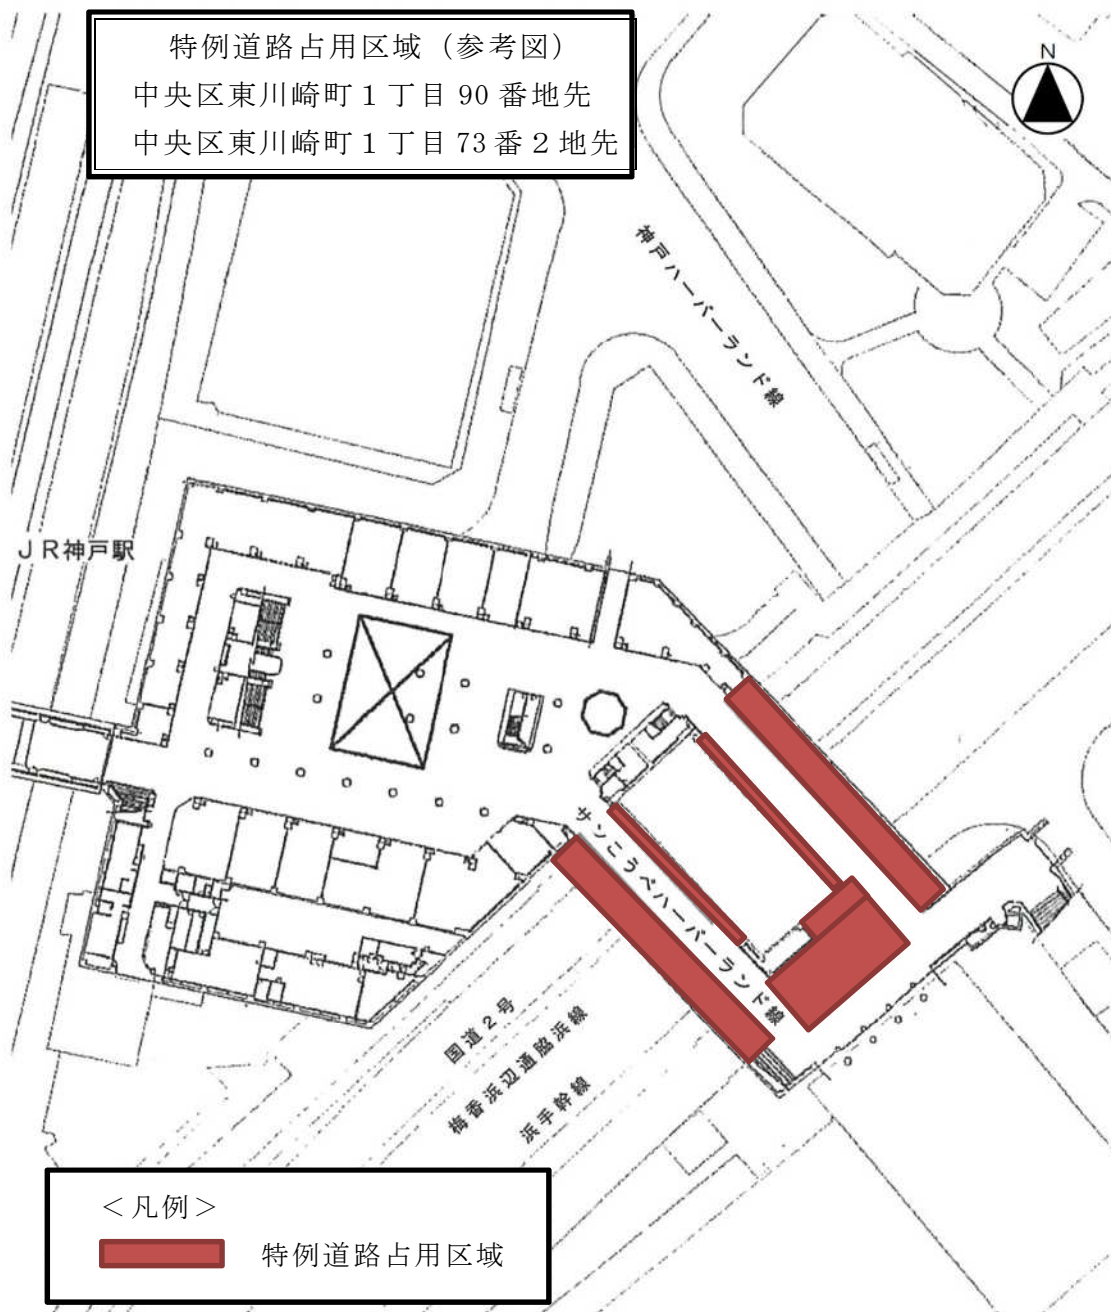 特例道路占用区域（参考図）
中央区東川崎町１丁目 90 番地先
中央区東川崎町１丁目 73 番２地先
N
神戸ハーバーランド線
ＪＲ神戸駅
サンこうべハーバーランド線
国道２号
梅香浜辺通脇浜線
浜手幹線
＜凡例＞
特例道路占用区域